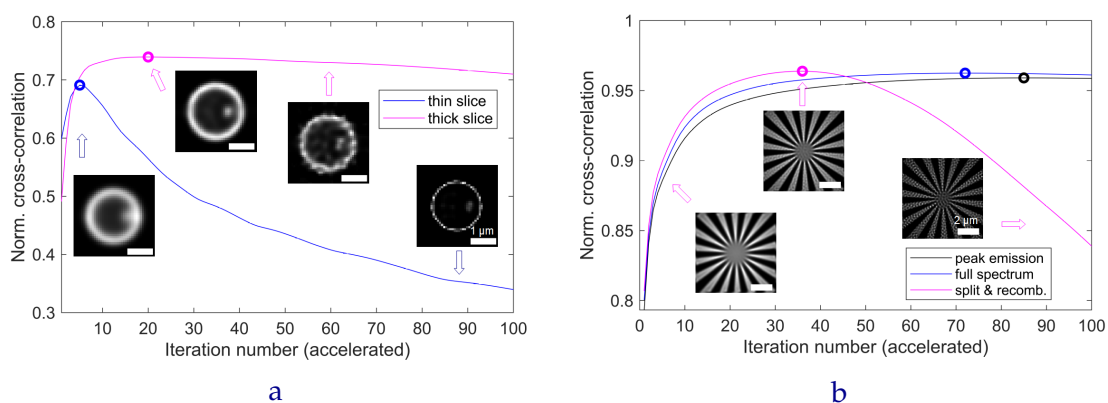 0.8
0.7
0.6
0.5
0.4
0.3
Norm. cross-correlation
10 20 30 40 50 60 70 80 90 100
Iteration number (accelerated)
thin slice
thick slice
1 µm
a
1
0.95
0.9
0.85
0.8
Norm. cross-correlation
0 10 20 30 40 50 60 70 80 90 100
Iteration number (accelerated)
2 µm
peak emission
full spectrum
split & recomb.
b